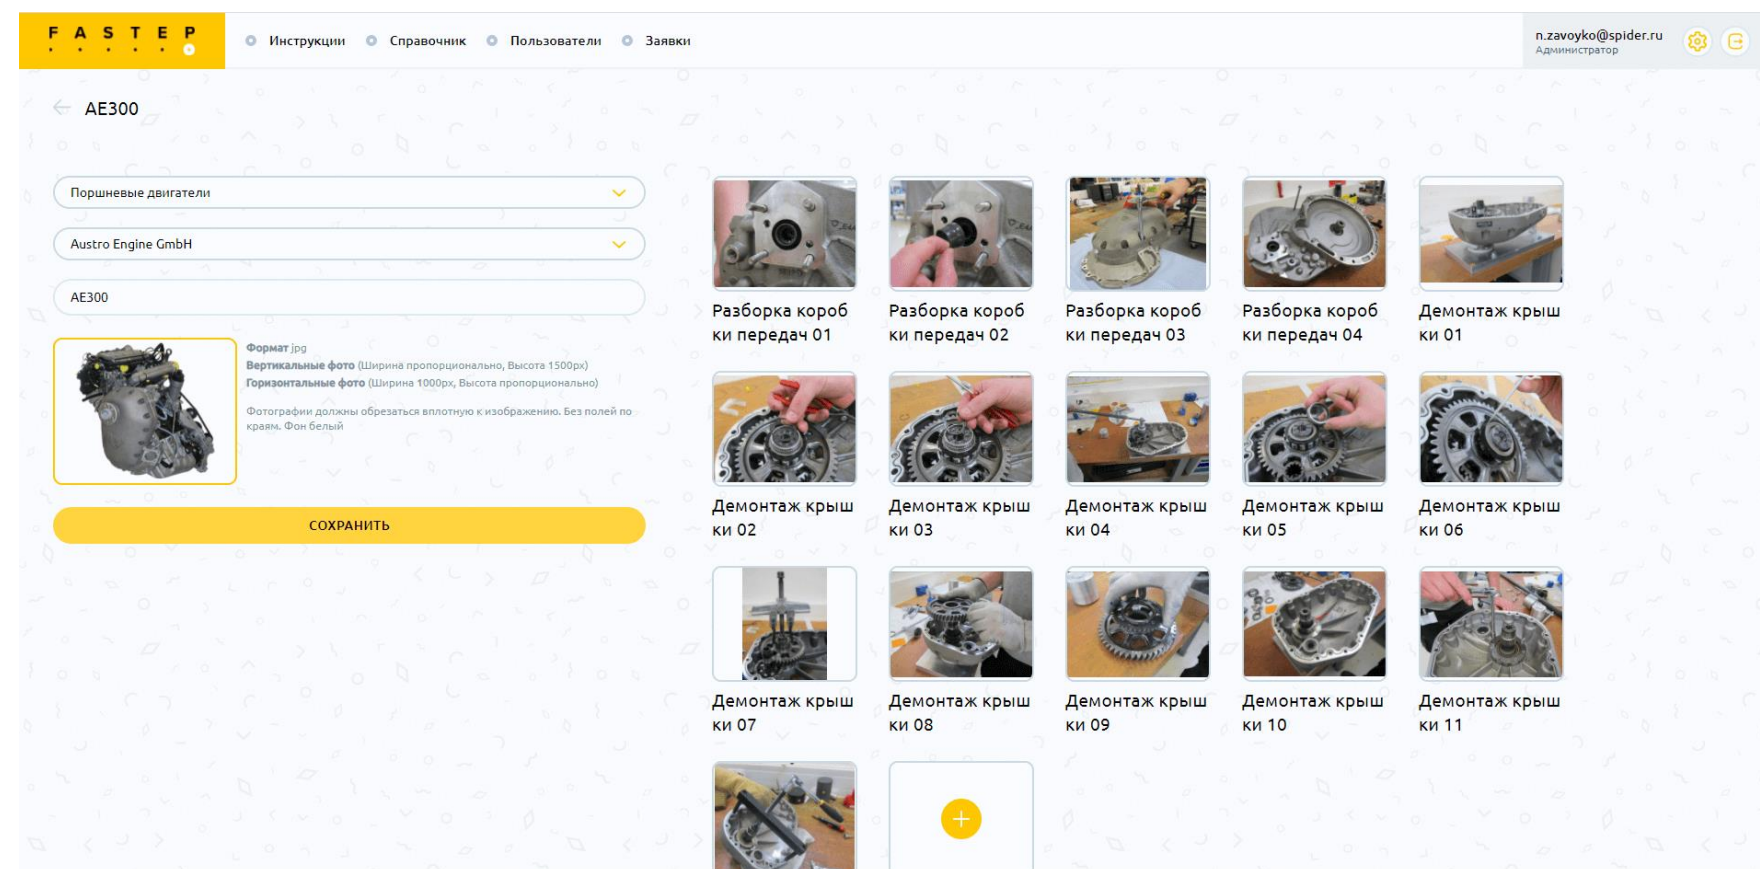 FASTEP
Инструкции
Справочник
Пользователи
Заявки
n.zavoyko@spider.ru
Администратор
AE300
Поршневые двигатели
Austro Engine GmbH
AE300
Формат jpg
Вертикальные фото (Ширина пропорционально, Высота 1500px)
Горизонтальные фото (Ширина 1000px, Высота пропорционально)
Фотографии должны обрезаться вплотную к изображению. Без полей по
краям. Фон белый
СОХРАНИТЬ
Разборка короб
ки передач 01
Разборка короб
ки передач 02
Разборка короб
ки передач 03
Разборка короб
ки передач 04
Демонтаж крыш
ки 01
Демонтаж крыш
ки 02
Демонтаж крыш
ки 03
Демонтаж крыш
ки 04
Демонтаж крыш
ки 05
Демонтаж крыш
ки 06
Демонтаж крыш
ки 07
Демонтаж крыш
ки 08
Демонтаж крыш
ки 09
Демонтаж крыш
ки 10
Демонтаж крыш
ки 11